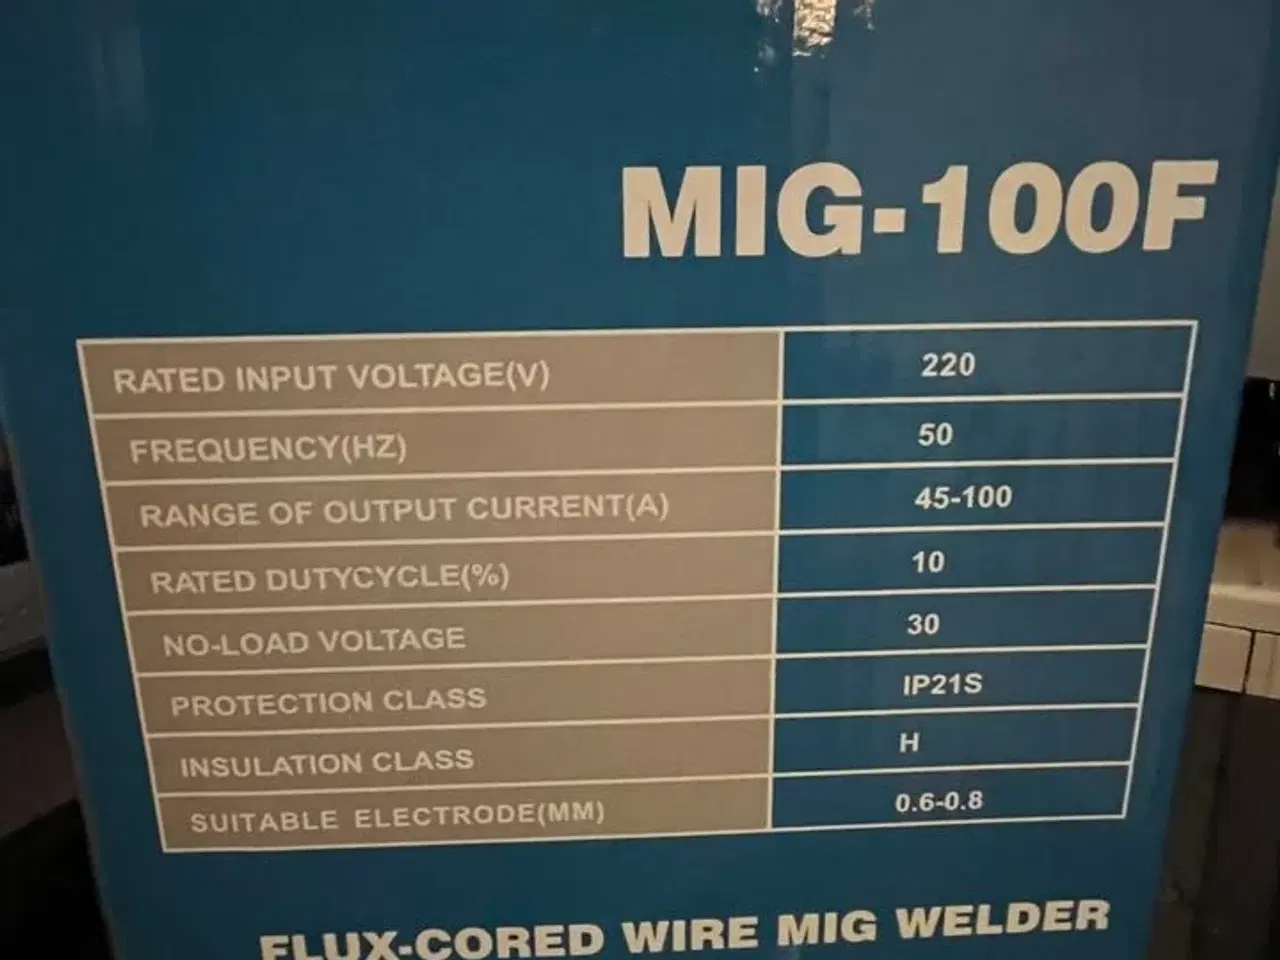 MIG-100F
RATED INPUT VOLTAGE(V) 220
FREQUENCY(HZ) 50
RANGE OF OUTPUT CURRENT(A) 45-100
RATED DUTYCYCLE(%) 10
NO-LOAD VOLTAGE 30
PROTECTION CLASS IP21S
INSULATION CLASS H
SUITABLE ELECTRODE(MM) 0.6-0.8
FLUX-CORED WIRE MIG WELDER